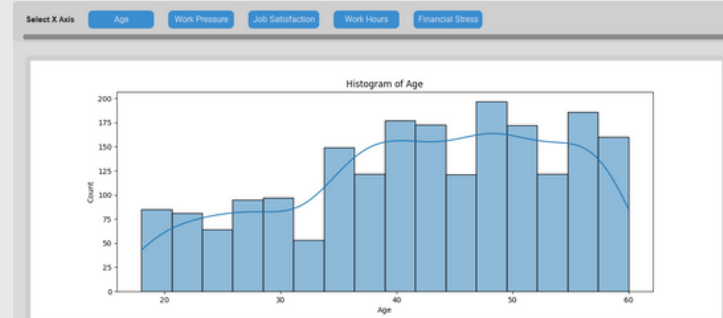 Select X Axis Age Work Pressure Job Satisfaction Work Hours Financial Stress
Histogram of Age
200
175
150
125
100
75
50
25
0
Count
20 30 40 50 60
Age